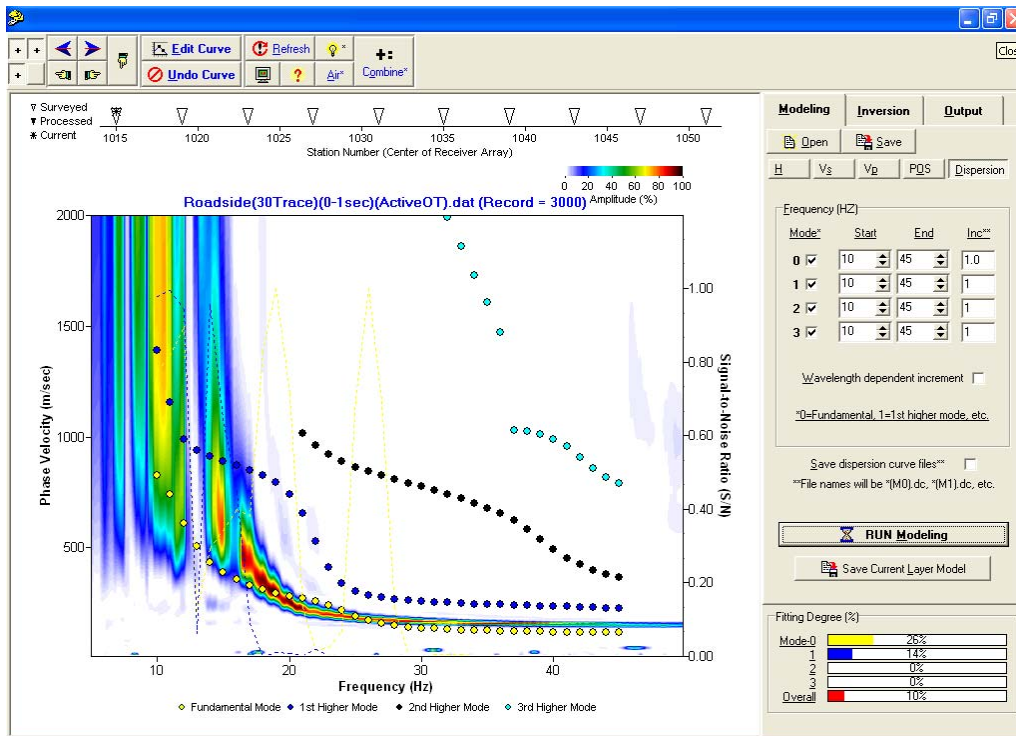 Edit Curve
Refresh
*
+:
Combine*
Undo Curve
?
Air*
Clos
Surveyed
Processed
Current
1015 1020 1025 1030 1035 1040 1045 1050
Station Number (Center of Receiver Array)
0 20 40 60 80 100
Amplitude (%)
Roadside(30Trace)(0-1sec)(ActiveOT).dat (Record = 3000)
Phase Velocity (m/sec)
2000
1500
1000
500
Signal-to-Noise Ratio (S/N)
1.00
0.80
0.60
0.40
0.20
0.00
10 20 30 40
Frequency (Hz)
Fundamental Mode 1st Higher Mode 2nd Higher Mode 3rd Higher Mode
Modeling Inversion Output
Open Save
H Vs Vp POS Dispersion
Frequency (HZ)
Mode* Start End Inc**
0 10 45 1.0
1 10 45 1
2 10 45 1
3 10 45 1
Wavelength dependent increment
*0=Fundamental, 1=1st higher mode, etc.
Save dispersion curve files**
**File names will be *(M0).dc, *(M1).dc, etc.
RUN Modeling
Save Current Layer Model
Fitting Degree (%)
Mode-0 26%
1 14%
2 0%
3 0%
Overall 10%